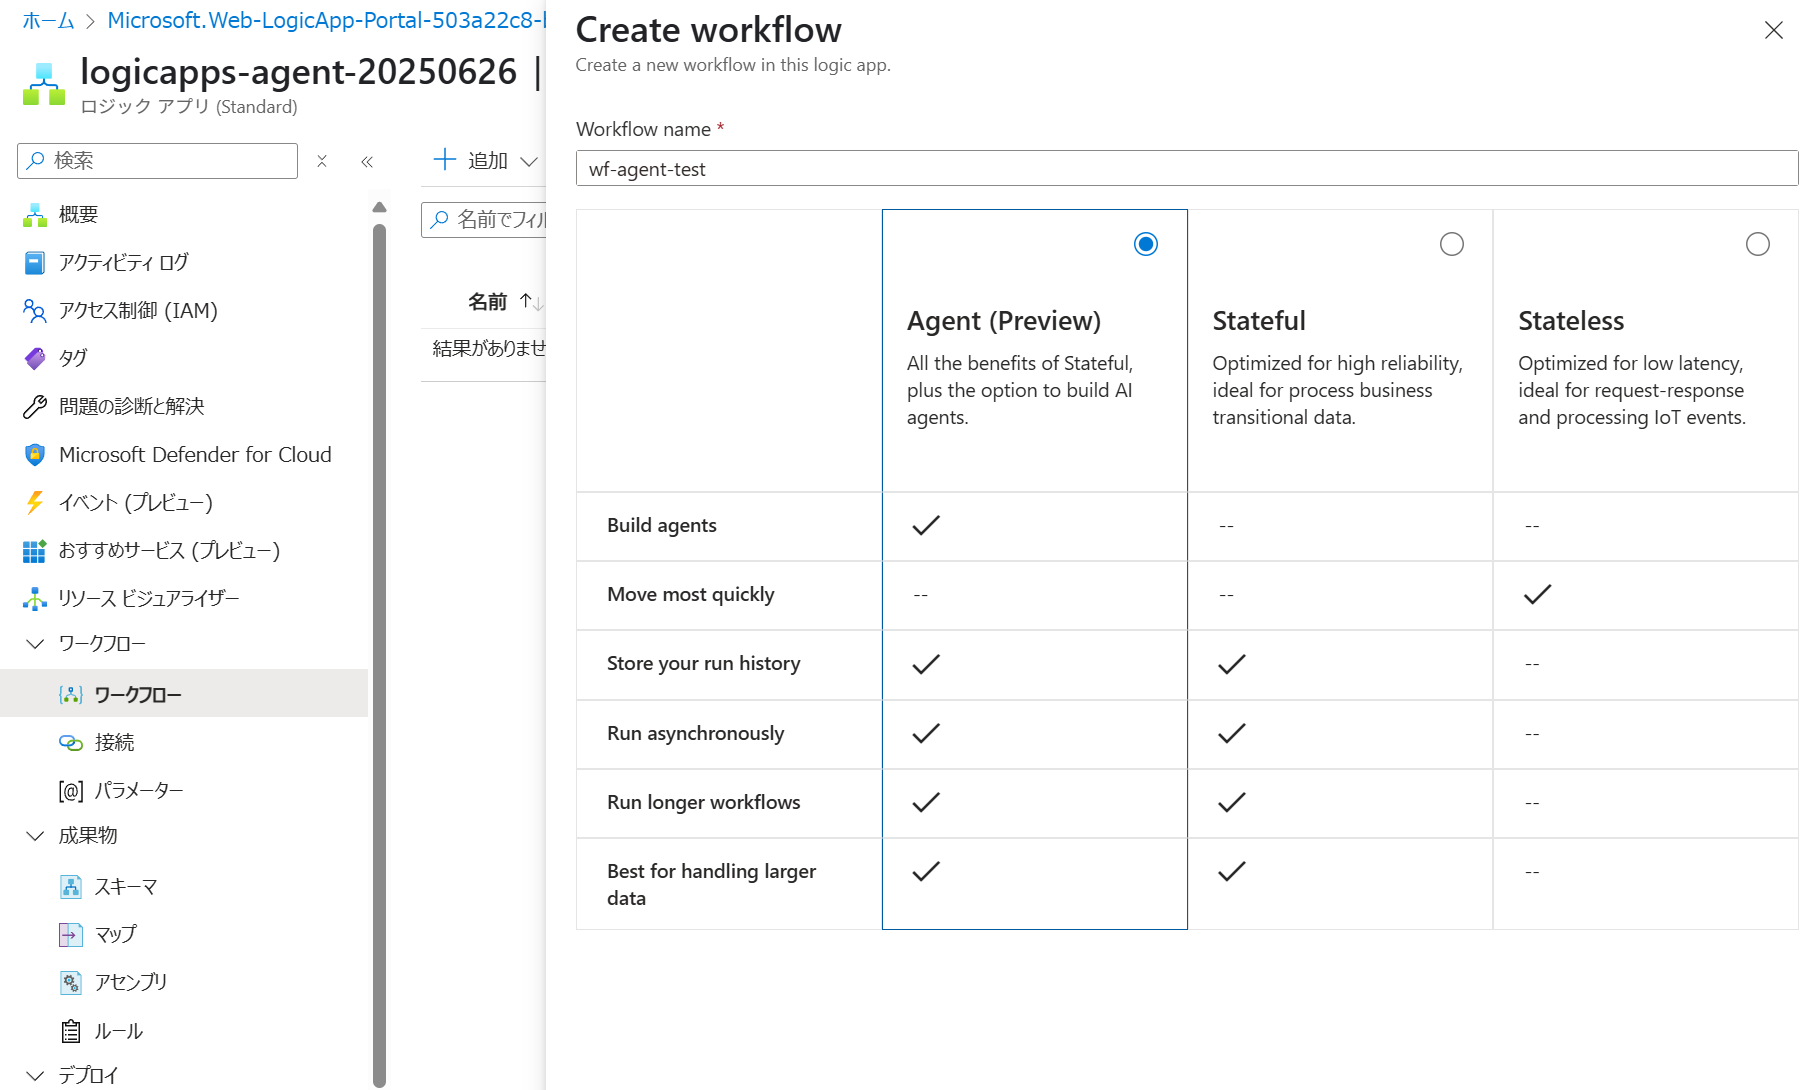 ホーム > Microsoft.Web-LogicApp-Portal-503a22c8-
logicapps-agent-20250626 |
ロジック アプリ (Standard)
検索
概要
アクティビティ ログ
アクセス制御 (IAM)
タグ
問題の診断と解決
Microsoft Defender for Cloud
イベント (プレビュー)
おすすめサービス (プレビュー)
リソース ビジュアライザー
ワークフロー
ワークフロー
接続
パラメーター
成果物
スキーマ
マップ
アセンブリ
ルール
デプロイ
追加
名前でフィル
名前
結果がありませ
Create workflow
Create a new workflow in this logic app.
Workflow name *
wf-agent-test
Agent (Preview)
All the benefits of Stateful,
plus the option to build AI
agents.
Stateful
Optimized for high reliability,
ideal for process business
transitional data.
Stateless
Optimized for low latency,
ideal for request-response
and processing IoT events.
Build agents -- --
Move most quickly -- --
Store your run history --
Run asynchronously --
Run longer workflows --
Best for handling larger
data --